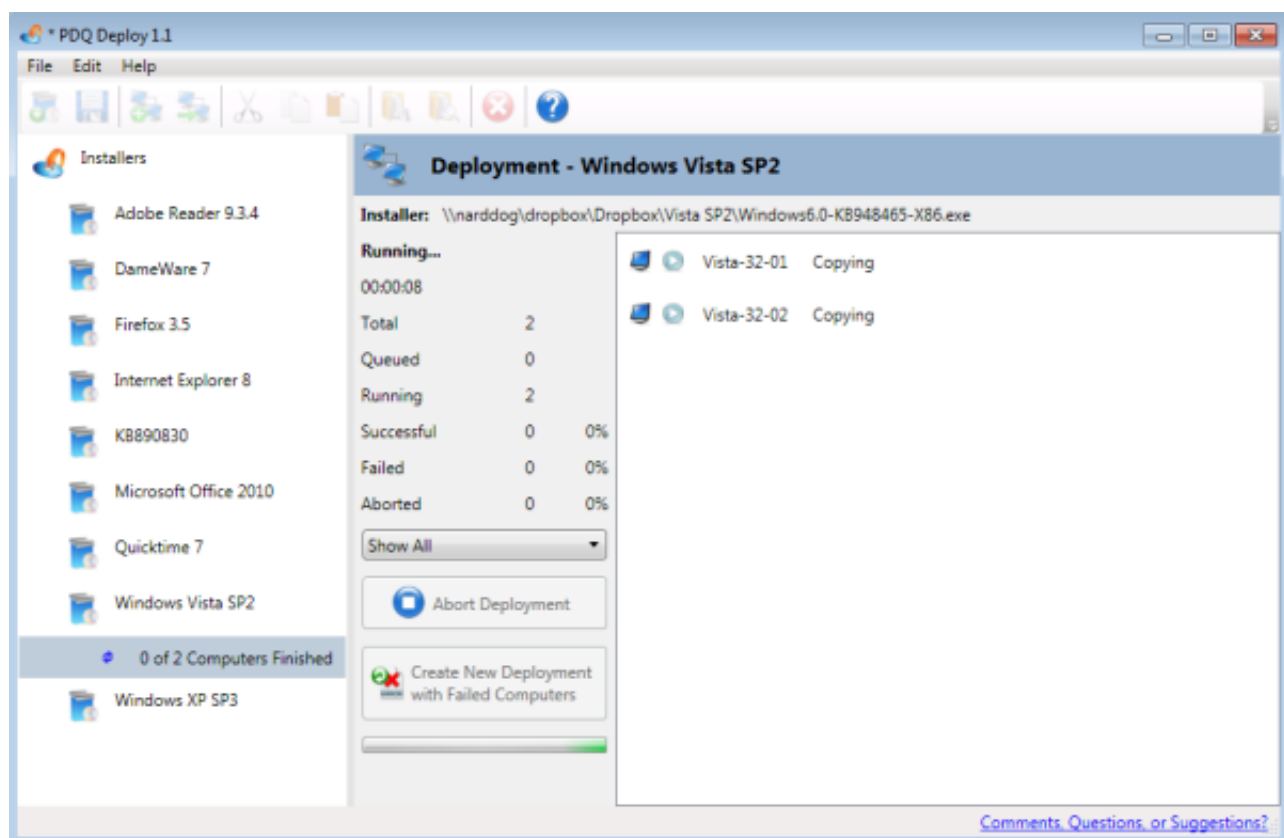 * PDQ Deploy 1.1
File Edit Help
Installers
Adobe Reader 9.3.4
DameWare 7
Firefox 3.5
Internet Explorer 8
KB890830
Microsoft Office 2010
Quicktime 7
Windows Vista SP2
0 of 2 Computers Finished
Windows XP SP3
Deployment - Windows Vista SP2
Installer: \\narddog\dropbox\Dropbox\Vista SP2\Windows6.0-KB948465-X86.exe
Running...
00:00:08
Total 2
Queued 0
Running 2
Successful 0 0%
Failed 0 0%
Aborted 0 0%
Show All
Abort Deployment
Create New Deployment
with Failed Computers
Vista-32-01 Copying
Vista-32-02 Copying
Comments, Questions, or Suggestions?